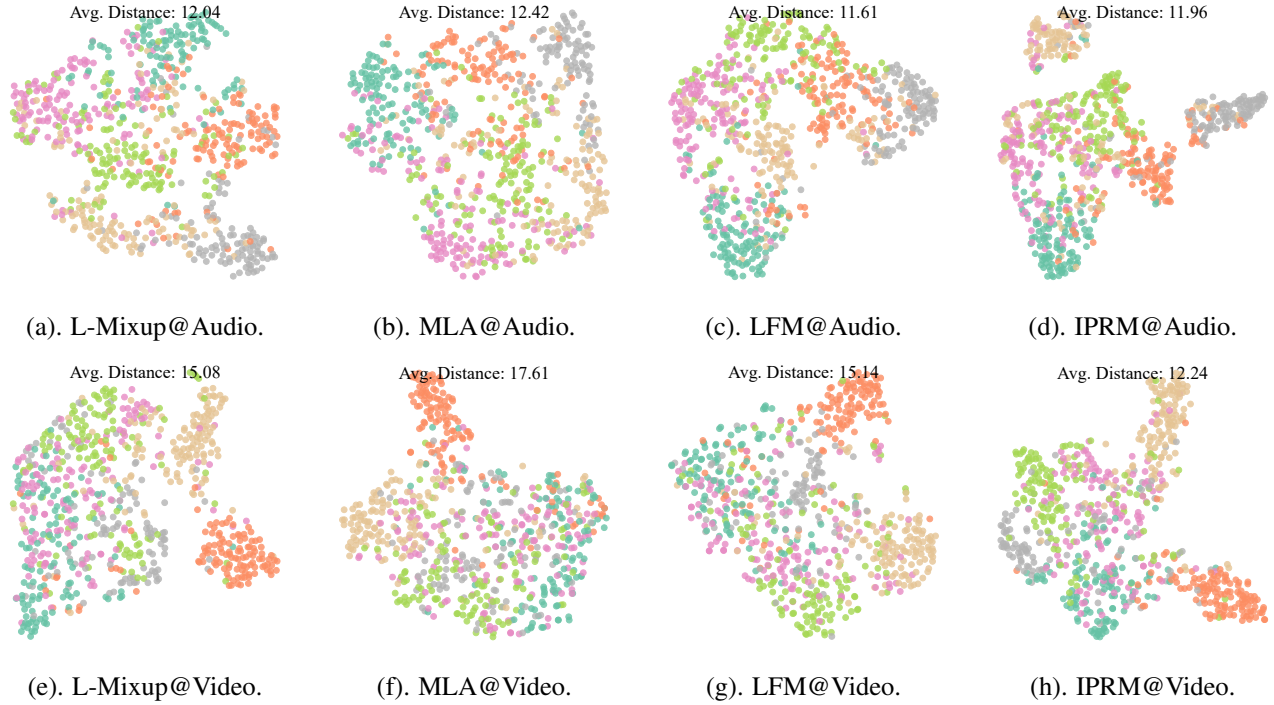 Avg. Distance: 12.04
Avg. Distance: 12.42
Avg. Distance: 11.61
Avg. Distance: 11.96
(a). L-Mixup@Audio.
(b). MLA@Audio.
(c). LFM@Audio.
(d). IPRM@Audio.
Avg. Distance: 15.08
Avg. Distance: 17.61
Avg. Distance: 15.14
Avg. Distance: 12.24
(e). L-Mixup@Video.
(f). MLA@Video.
(g). LFM@Video.
(h). IPRM@Video.